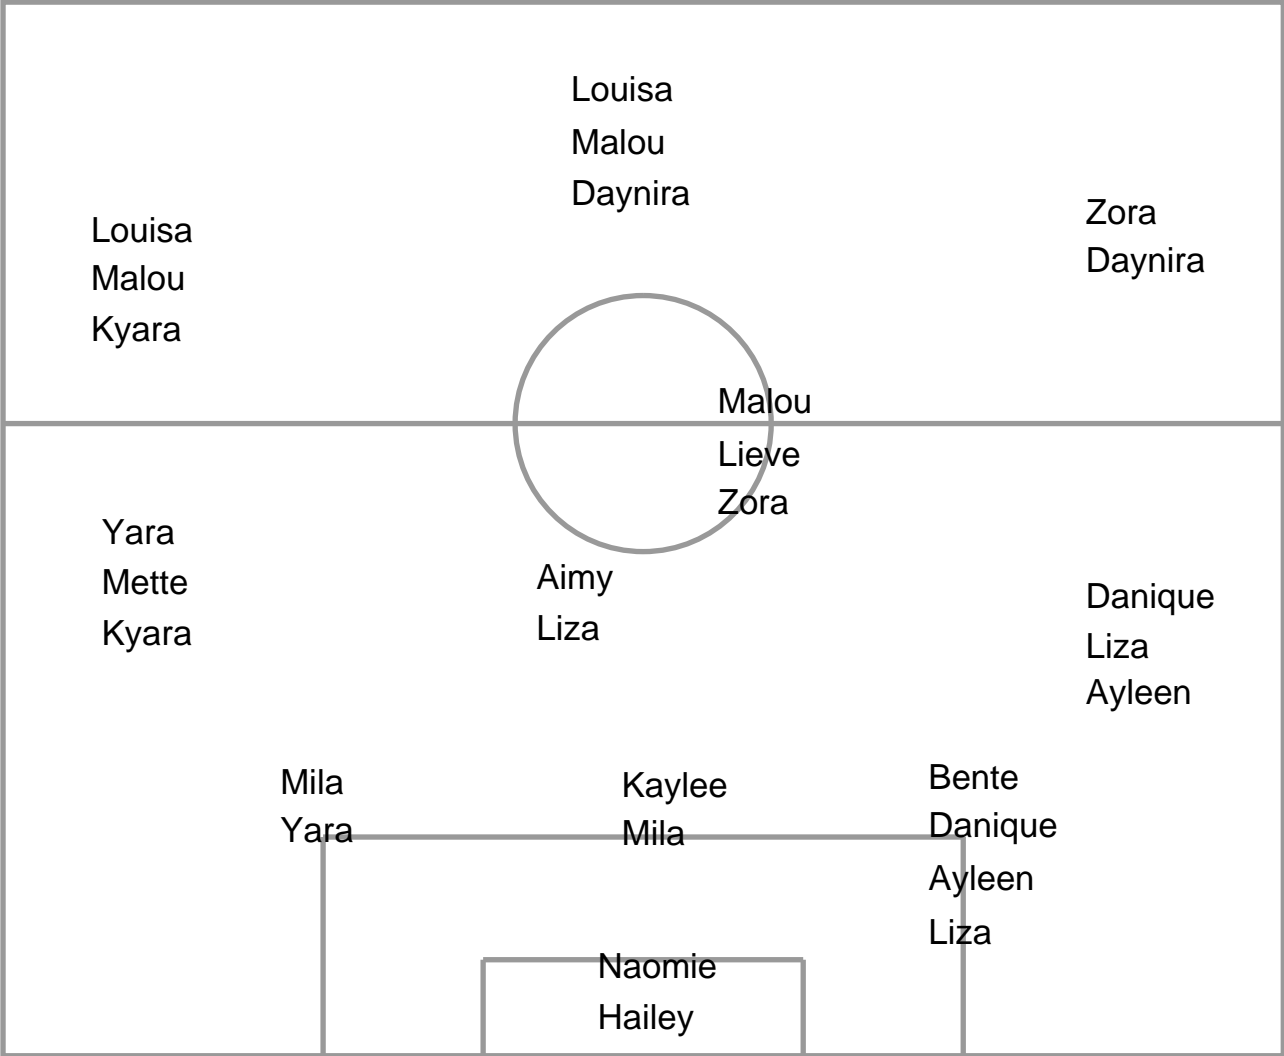 Louisa
Malou
Daynira
Louisa
Malou
Kyara
Zora
Daynira
Malou
Lieve
Zora
Yara
Mette
Kyara
Aimy
Liza
Danique
Liza
Ayleen
Mila
Yara
Kaylee
Mila
Bente
Danique
Ayleen
Liza
Naomie
Hailey